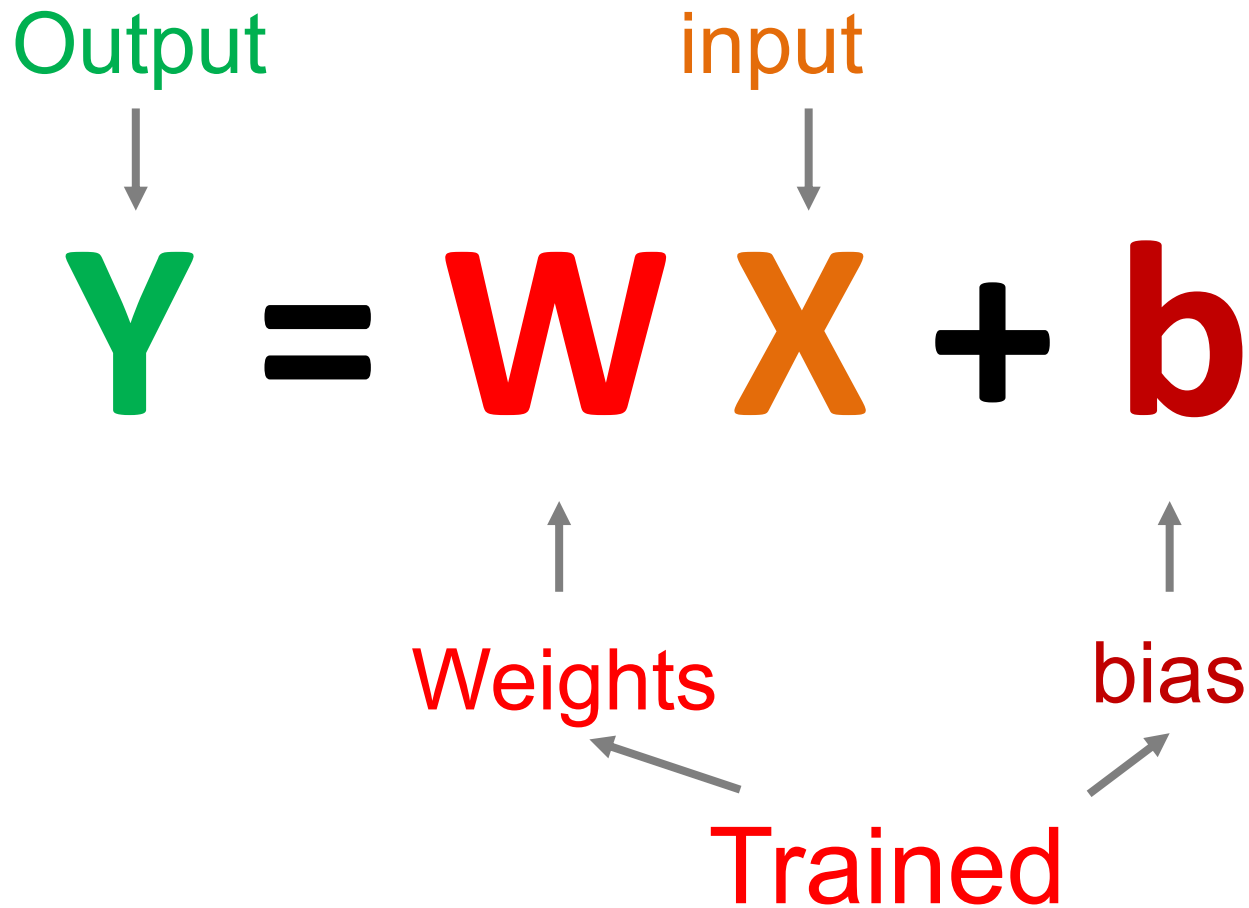 Output input
Y = W X + b
Weights bias
Trained